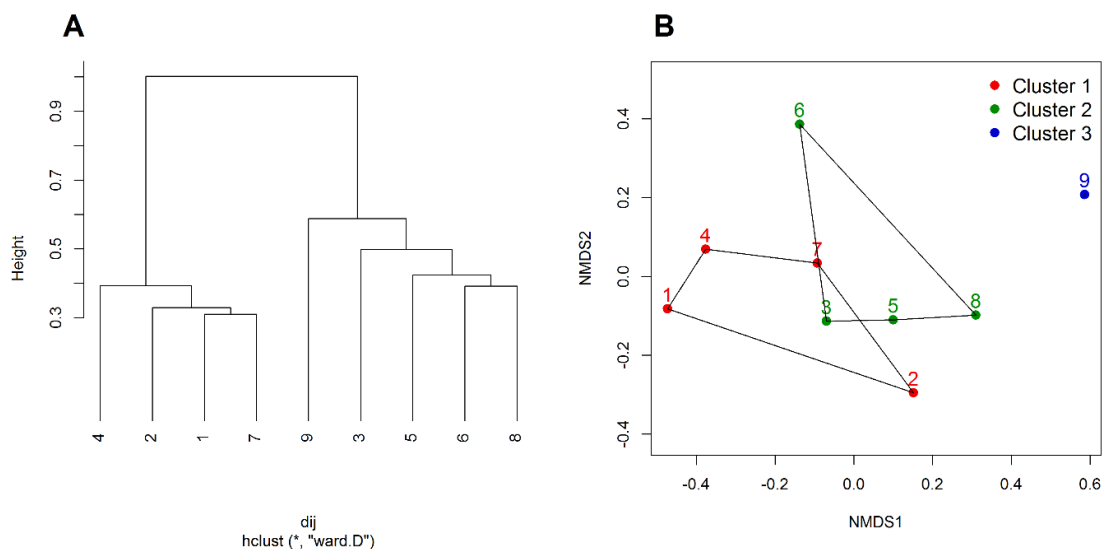 A
Height
0.3 0.5 0.7 0.9
4 2 1 7 9 3 5 6 8
dij
hclust (*, "ward.D")
B
Cluster 1
Cluster 2
Cluster 3
NMDS2
-0.4 -0.2 0.0 0.2 0.4
6
9
4
7
1
3
5
8
2
-0.4 -0.2 0.0 0.2 0.4 0.6
NMDS1